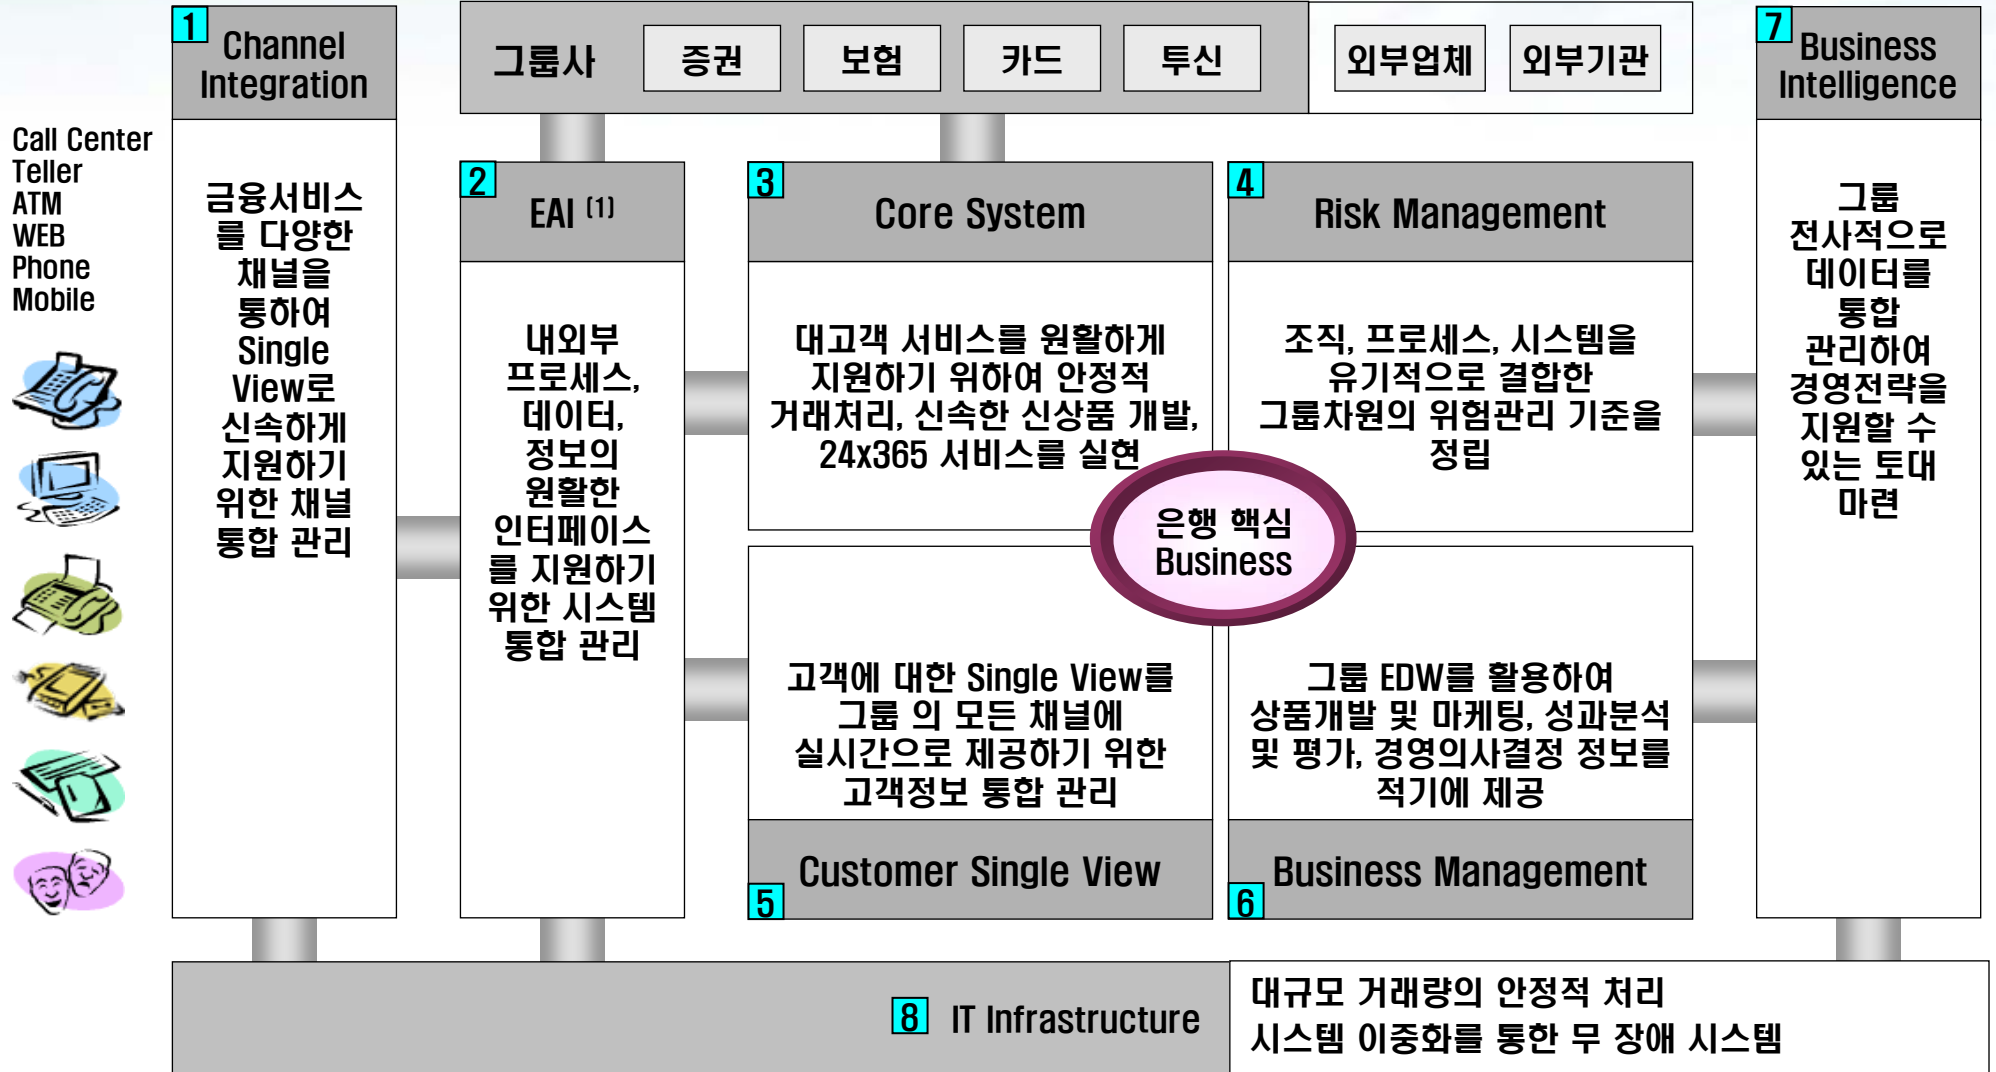 1
Channel
Integration
그룹사
증권
보험
카드
투신
외부업체
외부기관
7
Business
Intelligence
Call Center
Teller
ATM
WEB
Phone
Mobile
금융서비스
를 다양한
채널을
통하여
Single
View로
신속하게
지원하기
위한 채널
통합 관리
2
EAI (1)
내외부
프로세스,
데이터,
정보의
원활한
인터페이스
를 지원하기
위한 시스템
통합 관리
3
Core System
대고객 서비스를 원활하게
지원하기 위하여 안정적
거래처리, 신속한 신상품 개발,
24x365 서비스를 실현
4
Risk Management
조직, 프로세스, 시스템을
유기적으로 결합한
그룹차원의 위험관리 기준을
정립
은행 핵심
Business
고객에 대한 Single View를
그룹 의 모든 채널에
실시간으로 제공하기 위한
고객정보 통합 관리
5
Customer Single View
그룹 EDW를 활용하여
상품개발 및 마케팅, 성과분석
및 평가, 경영의사결정 정보를
적기에 제공
6
Business Management
그룹
전사적으로
데이터를
통합
관리하여
경영전략을
지원할 수
있는 토대
마련
8
IT Infrastructure
대규모 거래량의 안정적 처리
시스템 이중화를 통한 무 장애 시스템